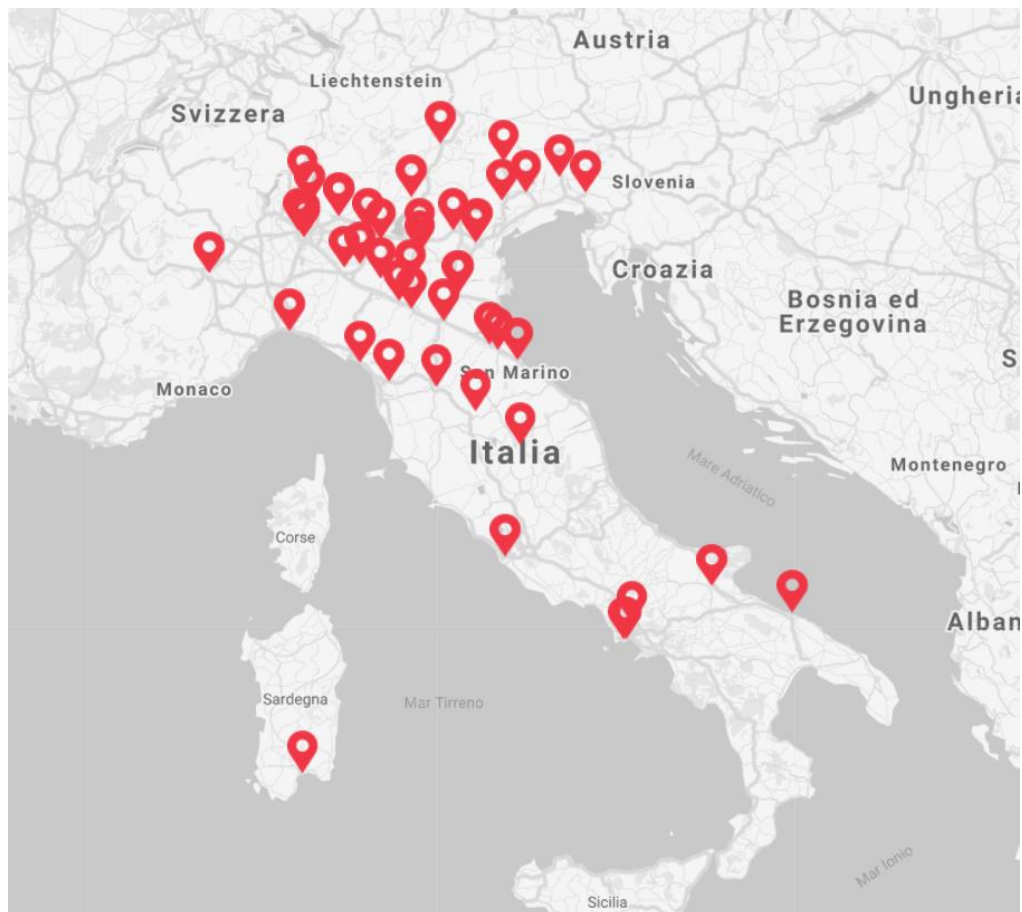 Austria
Liechtenstein
Ungheria
Svizzera
Slovenia
Croazia
Bosnia ed
Erzegovina
San Marino
Monaco
Italia
Montenegro
Mare Adriatico
Corse
Alban
Sardegna
Mar Tirreno
Mar Ionio
Sicilia